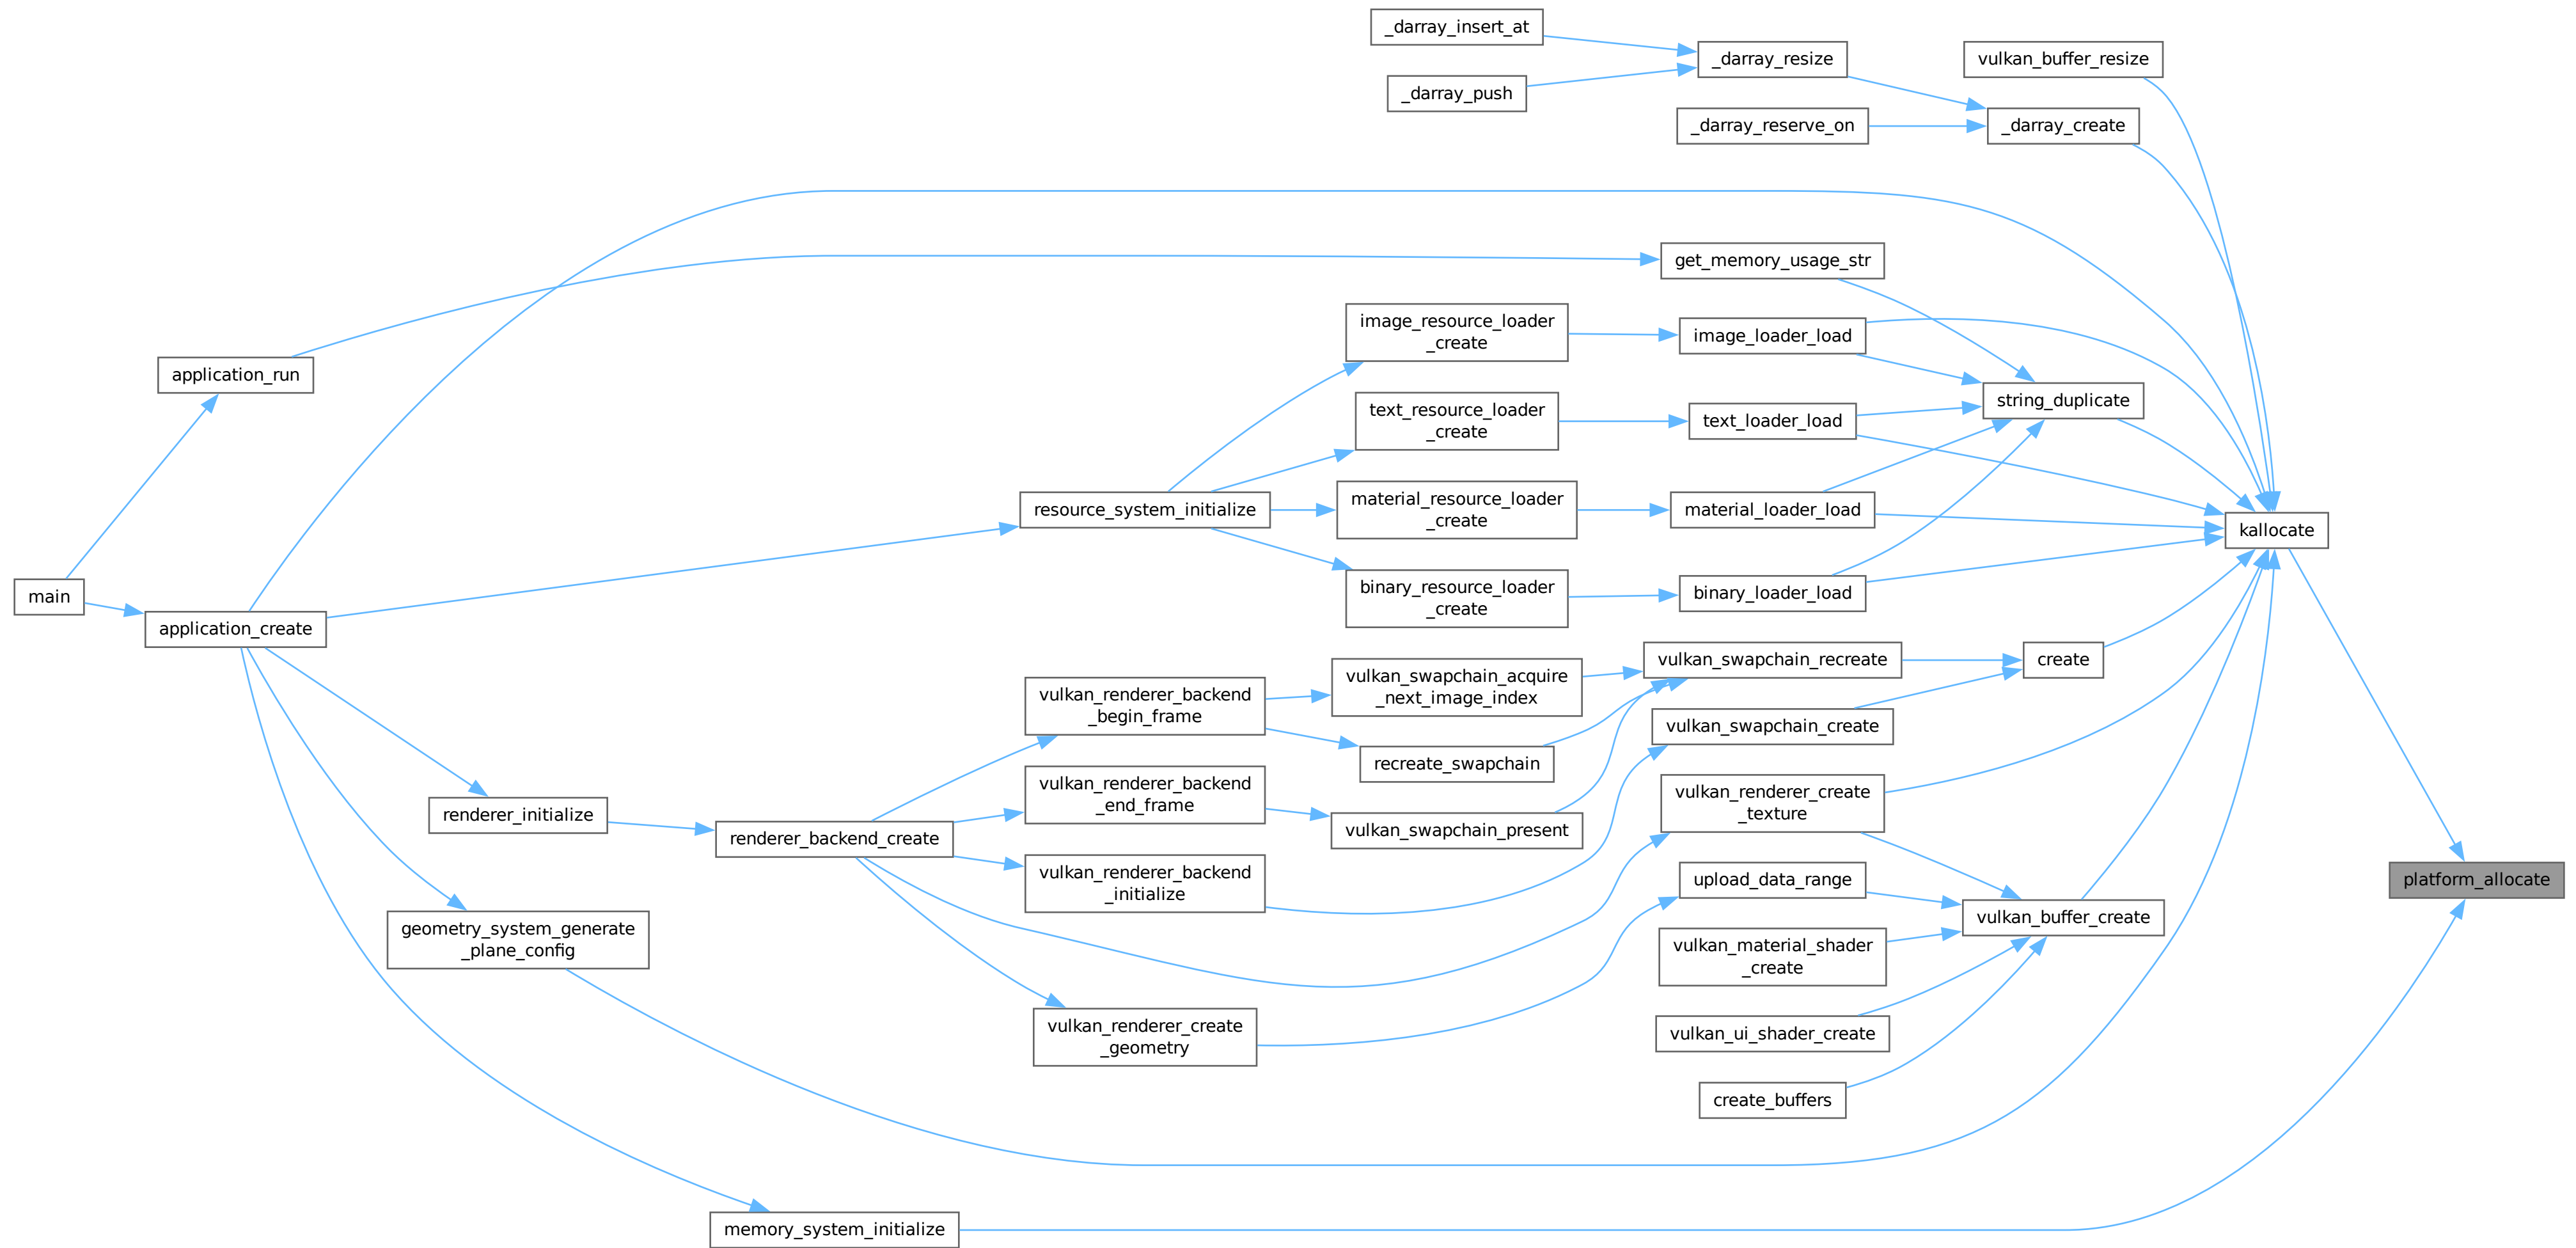 _darray_insert_at
_darray_resize
vulkan_buffer_resize
_darray_push
_darray_reserve_on
_darray_create
get_memory_usage_str
image_resource_loader
_create
image_loader_load
application_run
string_duplicate
text_resource_loader
_create
text_loader_load
resource_system_initialize
material_resource_loader
_create
material_loader_load
kallocate
main
binary_resource_loader
_create
binary_loader_load
application_create
vulkan_swapchain_recreate
create
vulkan_renderer_backend
_begin_frame
vulkan_swapchain_acquire
_next_image_index
vulkan_swapchain_create
recreate_swapchain
renderer_initialize
vulkan_renderer_backend
_end_frame
vulkan_renderer_create
_texture
renderer_backend_create
vulkan_swapchain_present
vulkan_renderer_backend
_initialize
upload_data_range
platform_allocate
geometry_system_generate
_plane_config
vulkan_buffer_create
vulkan_material_shader
_create
vulkan_renderer_create
_geometry
vulkan_ui_shader_create
create_buffers
memory_system_initialize